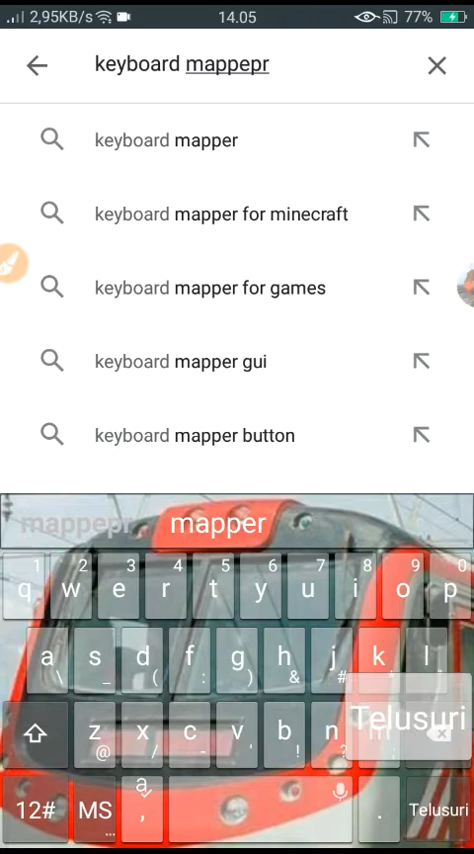 2,95KB/s 14.05 77%
keyboard mappepr
keyboard mapper
keyboard mapper for minecraft
keyboard mapper for games
keyboard mapper gui
keyboard mapper button
mappepr mapper
1 2 3 4 5 6 7 8 9 0
q w e r t y u i o p
a s d f g h j k l
\ _ ( : ) & #
Telusuri
z x c v b n m
@ / - ' ! ?
12# MS a , . Telusuri
...